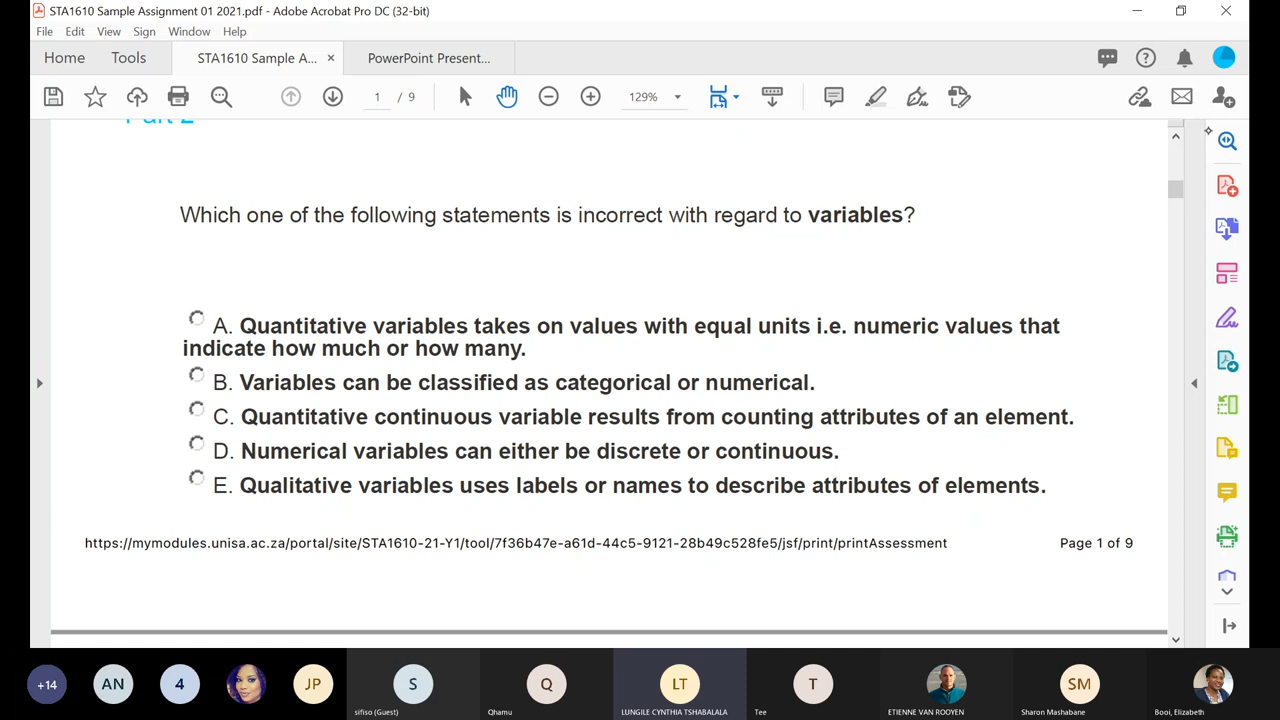 STA1610 Sample Assignment 01 2021.pdf - Adobe Acrobat Pro DC (32-bit)
File Edit View Sign Window Help
Home Tools STA1610 Sample A... × PowerPoint Present...
1 / 9 129%
Part 2
Which one of the following statements is incorrect with regard to variables?
A. Quantitative variables takes on values with equal units i.e. numeric values that
indicate how much or how many.
B. Variables can be classified as categorical or numerical.
C. Quantitative continuous variable results from counting attributes of an element.
D. Numerical variables can either be discrete or continuous.
E. Qualitative variables uses labels or names to describe attributes of elements.
https://mymodules.unisa.ac.za/portal/site/STA1610-21-Y1/tool/7f36b47e-a61d-44c5-9121-28b49c528fe5/jsf/print/printAssessment Page 1 of 9
+14 AN 4 JP S Q LT T SM
sifiso (Guest) Qhamu LUNGILE CYNTHIA TSHABALALA Tee ETIENNE VAN ROOYEN Sharon Mashabane Booi, Elizabeth